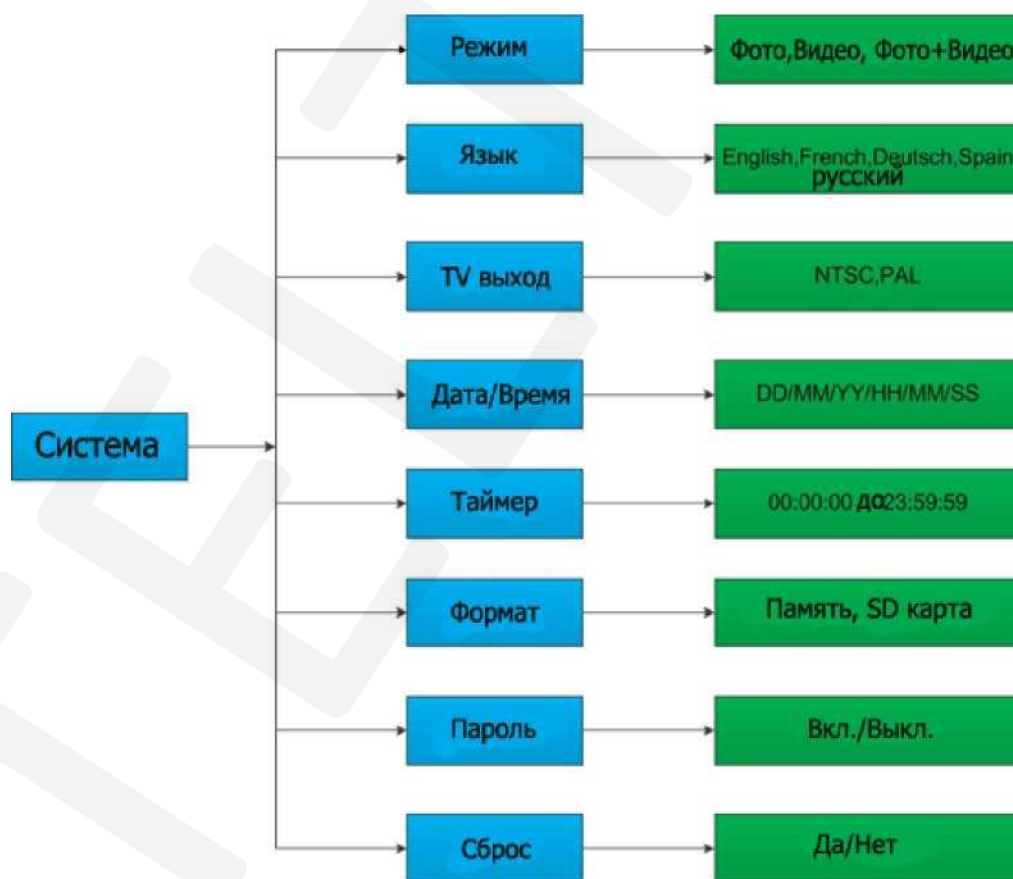 Режим
Фото,Видео, Фото+Видео
Язык
English,French,Deutsch,Spain
русский
TV выход
NTSC,PAL
Дата/Время
DD/MM/YY/HH/MM/SS
Система
Таймер
00:00:00 до23:59:59
Формат
Память, SD карта
Пароль
Вкл./Выкл.
Сброс
Да/Нет